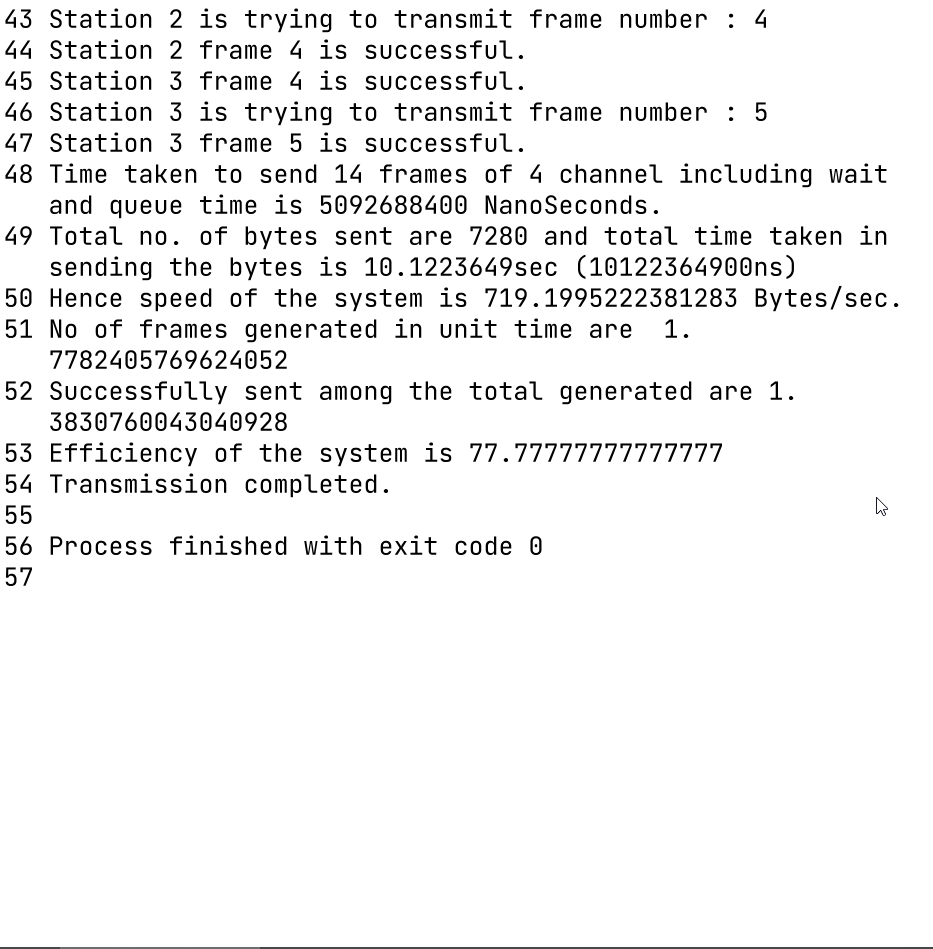 43 Station 2 is trying to transmit frame number : 4
44 Station 2 frame 4 is successful.
45 Station 3 frame 4 is successful.
46 Station 3 is trying to transmit frame number : 5
47 Station 3 frame 5 is successful.
48 Time taken to send 14 frames of 4 channel including wait
and queue time is 5092688400 NanoSeconds.
49 Total no. of bytes sent are 7280 and total time taken in
sending the bytes is 10.1223649sec (10122364900ns)
50 Hence speed of the system is 719.1995222381283 Bytes/sec.
51 No of frames generated in unit time are  1.
7782405769624052
52 Successfully sent among the total generated are 1.
3830760043040928
53 Efficiency of the system is 77.77777777777777
54 Transmission completed.
55
56 Process finished with exit code 0
57